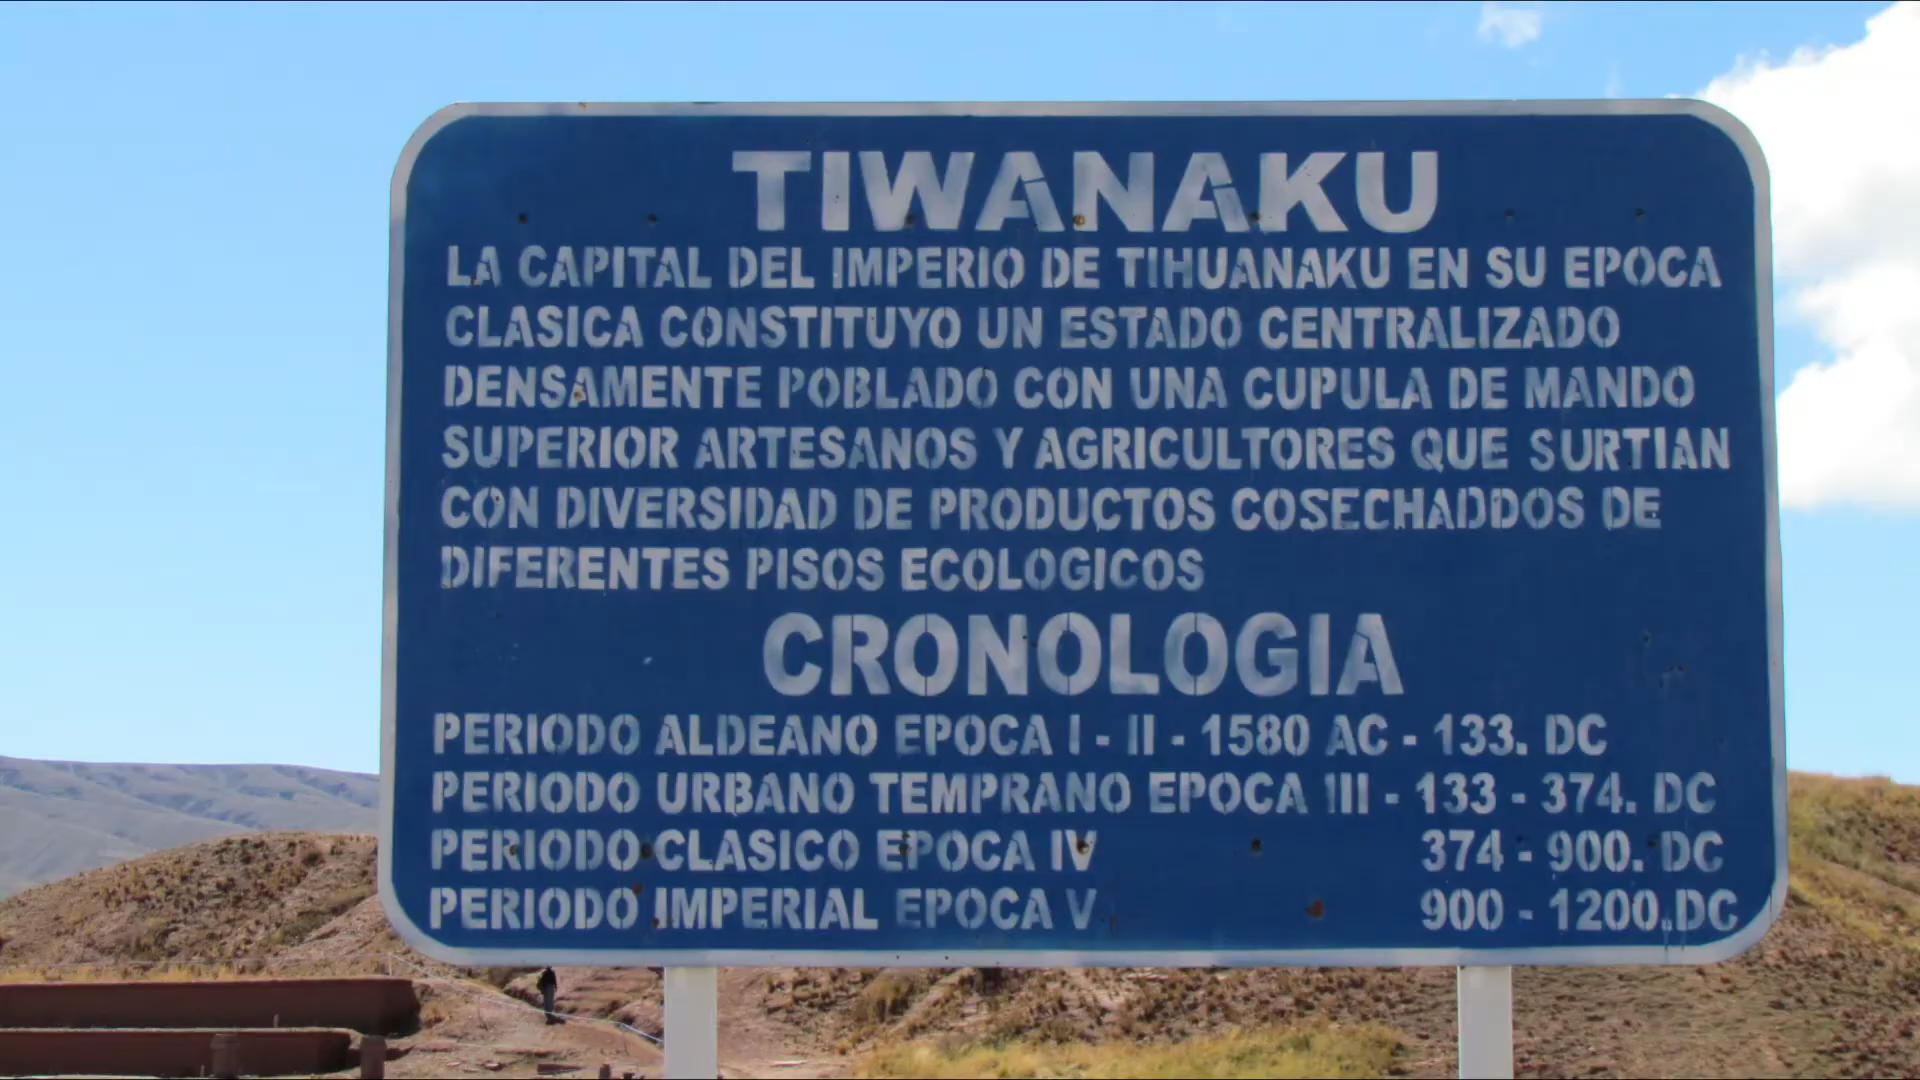 TIWANAKU
LA CAPITAL DEL IMPERIO DE TIHUANAKU EN SU EPOCA
CLASICA CONSTITUYO UN ESTADO CENTRALIZADO
DENSAMENTE POBLADO CON UNA CUPULA DE MANDO
SUPERIOR ARTESANOS Y AGRICULTORES QUE SURTIAN
CON DIVERSIDAD DE PRODUCTOS COSECHADDOS DE
DIFERENTES PISOS ECOLOGICOS
CRONOLOGIA
PERIODO ALDEANO EPOCA I - II - 1580 AC - 133. DC
PERIODO URBANO TEMPRANO EPOCA III - 133 - 374. DC
PERIODO CLASICO EPOCA IV 374 - 900. DC
PERIODO IMPERIAL EPOCA V 900 - 1200.DC